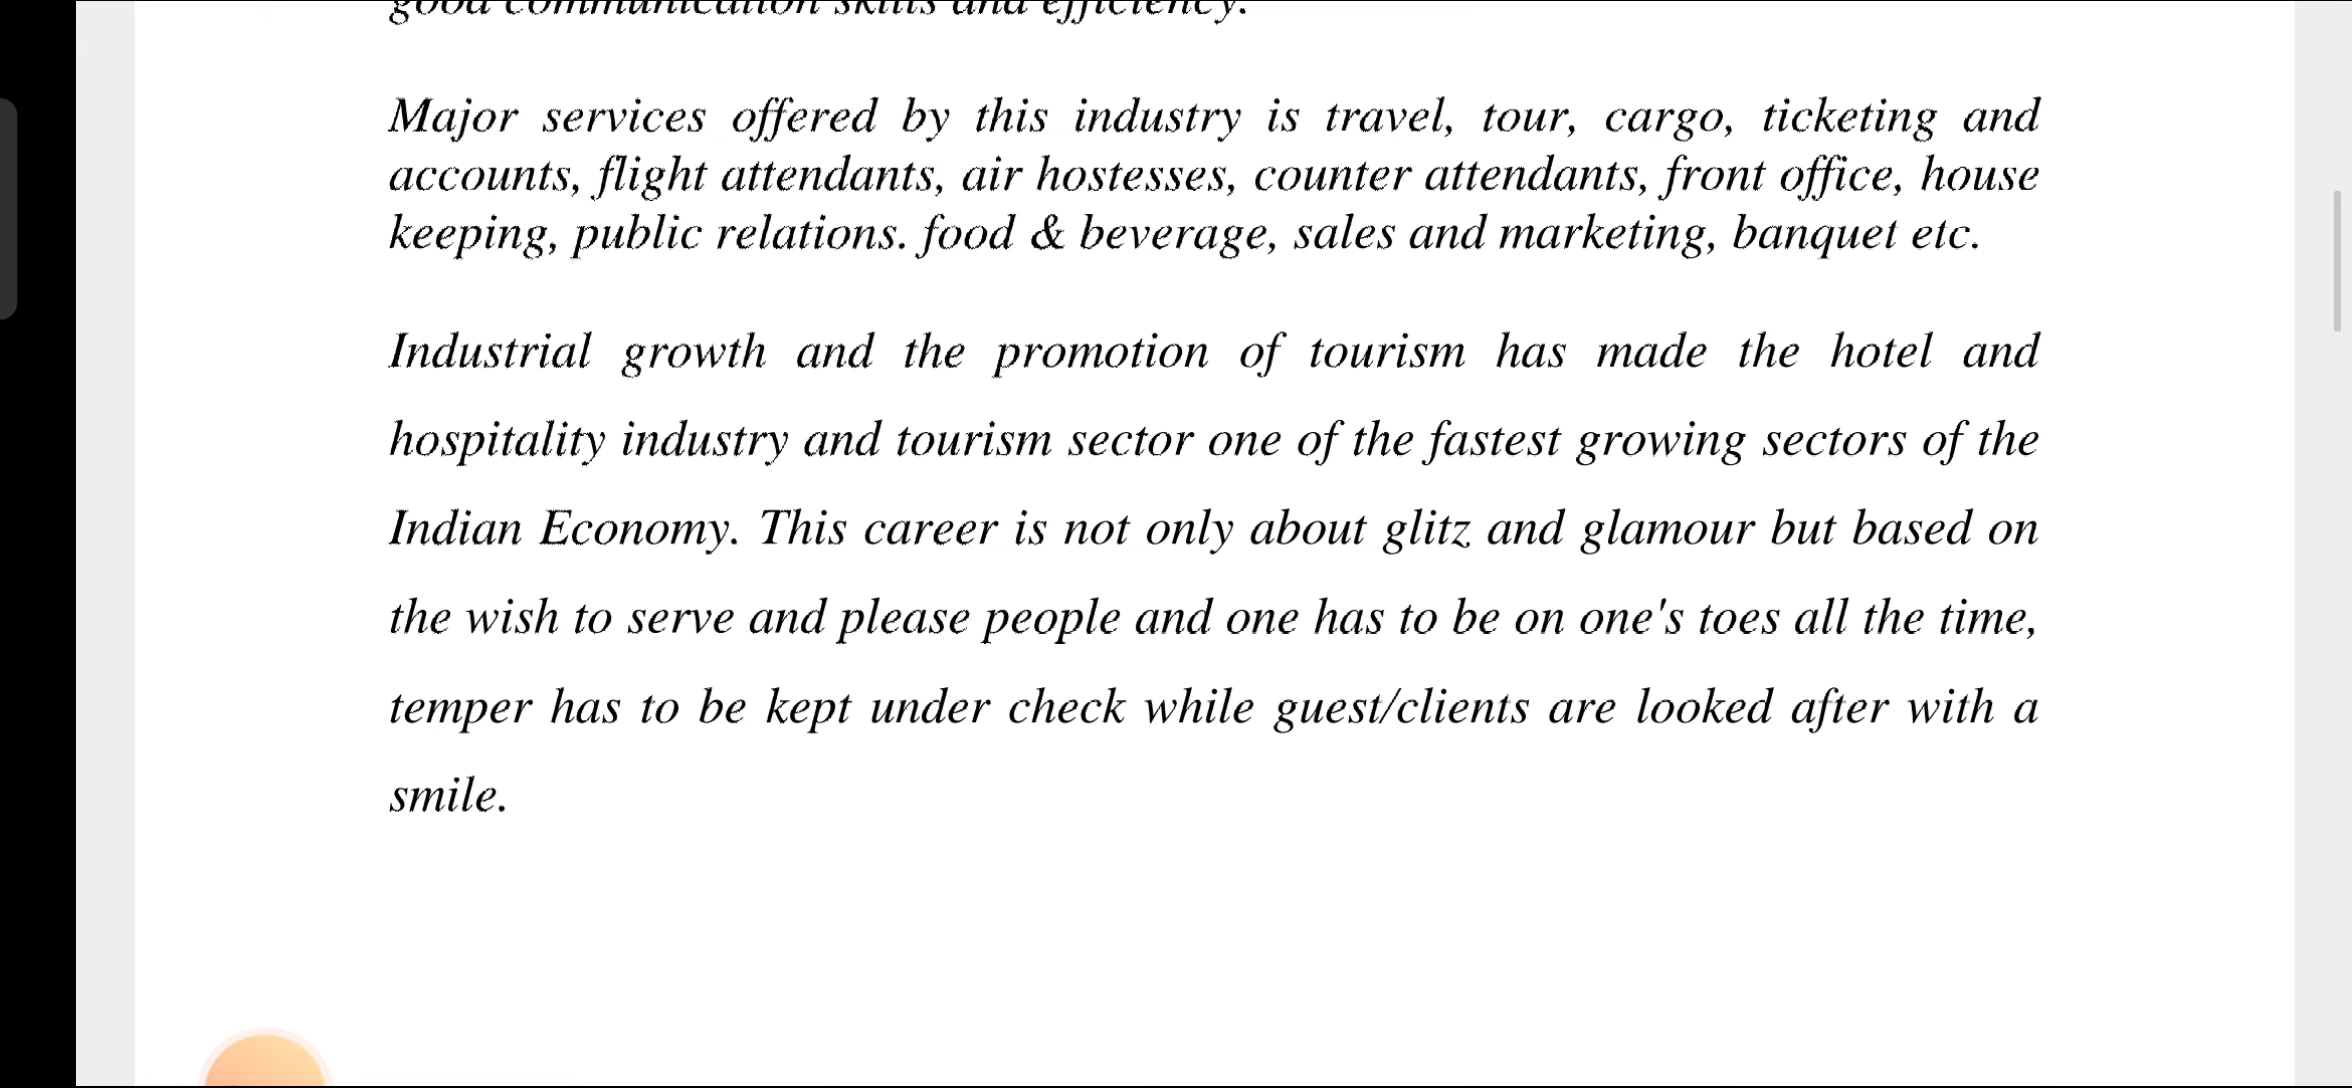 good communication skills and efficiency.
Major services offered by this industry is travel, tour, cargo, ticketing and
accounts, flight attendants, air hostesses, counter attendants, front office, house
keeping, public relations. food & beverage, sales and marketing, banquet etc.
Industrial growth and the promotion of tourism has made the hotel and
hospitality industry and tourism sector one of the fastest growing sectors of the
Indian Economy. This career is not only about glitz and glamour but based on
the wish to serve and please people and one has to be on one's toes all the time,
temper has to be kept under check while guest/clients are looked after with a
smile.